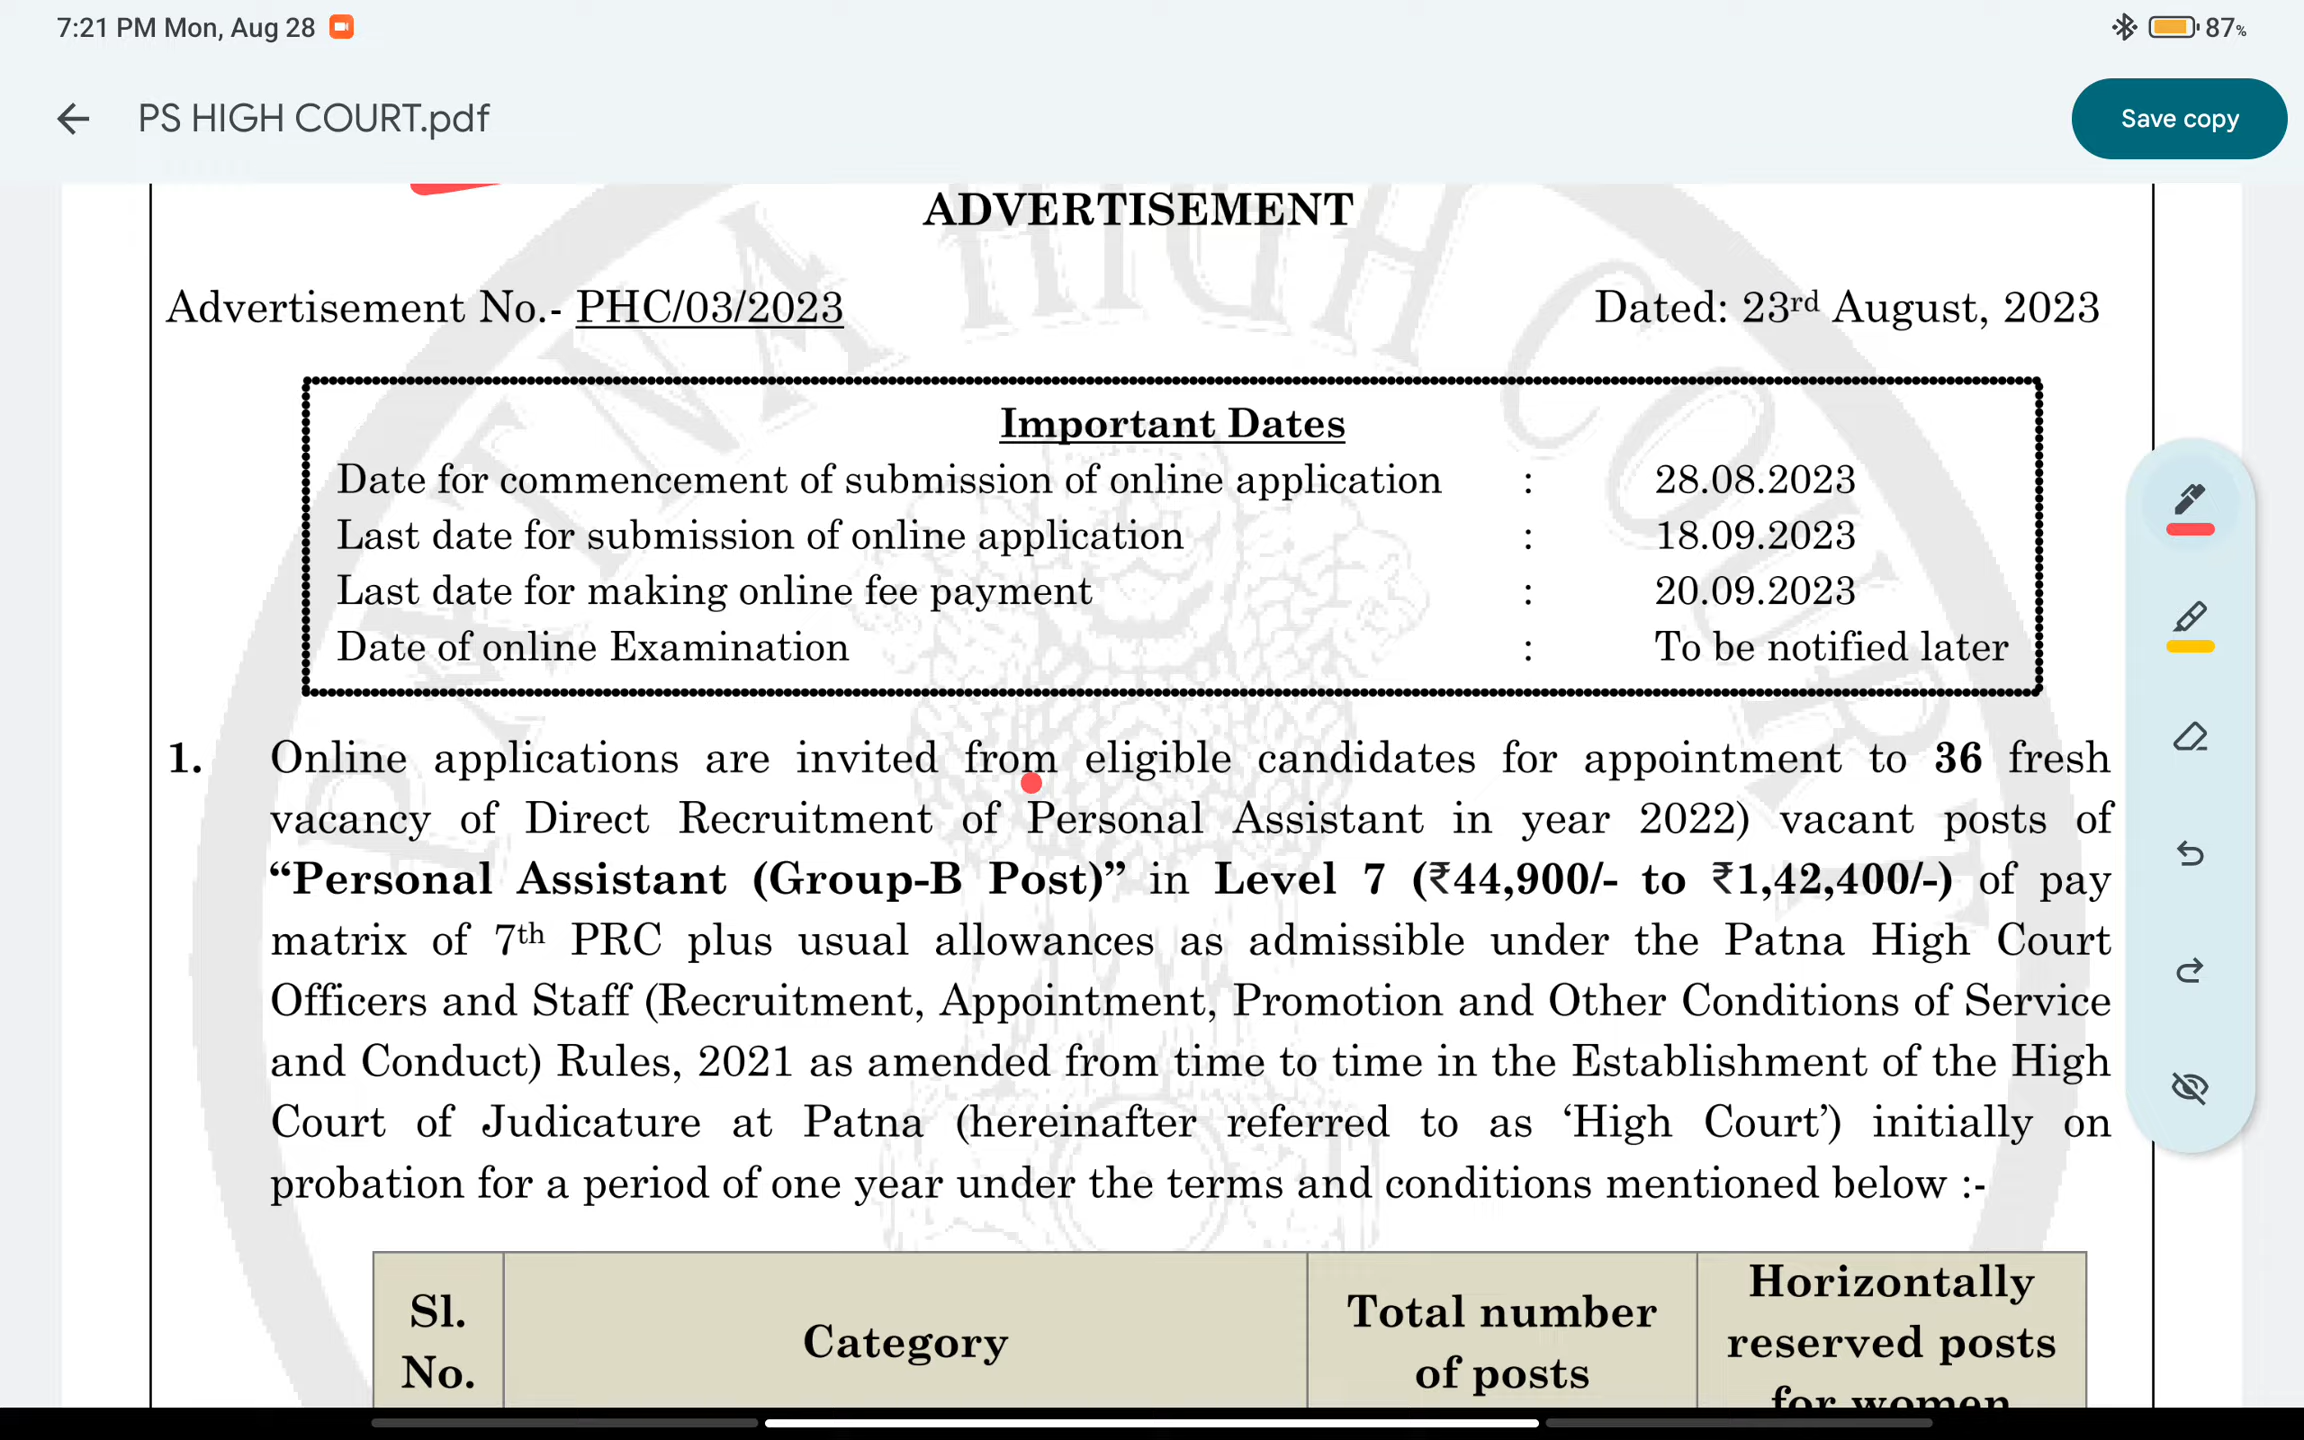 7:21 PM Mon, Aug 28
87%
PS HIGH COURT.pdf
Save copy
ADVERTISEMENT
Advertisement No.- PHC/03/2023 Dated: 23rd August, 2023
Important Dates
Date for commencement of submission of online application : 28.08.2023
Last date for submission of online application : 18.09.2023
Last date for making online fee payment : 20.09.2023
Date of online Examination : To be notified later
1. Online applications are invited from eligible candidates for appointment to 36 fresh
vacancy of Direct Recruitment of Personal Assistant in year 2022) vacant posts of
“Personal Assistant (Group-B Post)” in Level 7 (₹44,900/- to ₹1,42,400/-) of pay
matrix of 7th PRC plus usual allowances as admissible under the Patna High Court
Officers and Staff (Recruitment, Appointment, Promotion and Other Conditions of Service
and Conduct) Rules, 2021 as amended from time to time in the Establishment of the High
Court of Judicature at Patna (hereinafter referred to as ‘High Court’) initially on
probation for a period of one year under the terms and conditions mentioned below :-
Sl.
No.
Category
Total number
of posts
Horizontally
reserved posts
for women
PATNA HIGH COURT